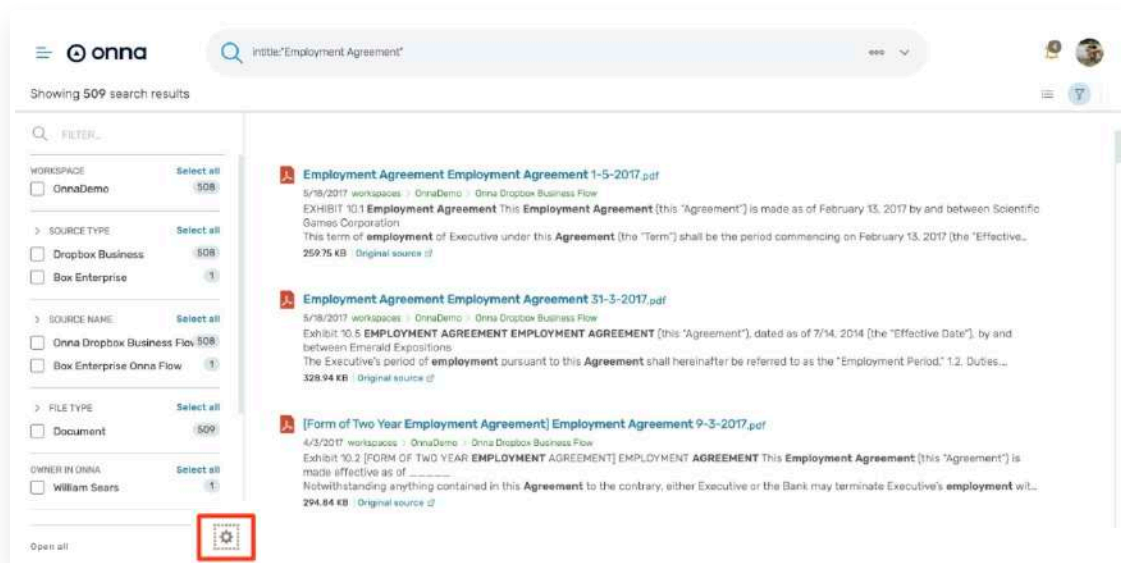 onna
intitle:"Employment Agreement"
4
Showing 509 search results
FILTER...
WORKSPACE Select all
OnnaDemo 508
SOURCE TYPE Select all
Dropbox Business 508
Box Enterprise 1
SOURCE NAME Select all
Onna Dropbox Business Flov 508
Box Enterprise Onna Flow 1
FILE TYPE Select all
Document 509
OWNER IN ONNA Select all
William Sears 1
Open all
Employment Agreement Employment Agreement 1-5-2017.pdf
5/18/2017 workspaces > OnnaDemo > Onna Dropbox Business Flow
EXHIBIT 10.1 Employment Agreement This Employment Agreement (this "Agreement") is made as of February 13, 2017 by and between Scientific
Games Corporation
This term of employment of Executive under this Agreement (the "Term") shall be the period commencing on February 13, 2017 (the "Effective...
259.75 KB Original source
Employment Agreement Employment Agreement 31-3-2017.pdf
5/18/2017 workspaces > OnnaDemo > Onna Dropbox Business Flow
Exhibit 10.5 EMPLOYMENT AGREEMENT EMPLOYMENT AGREEMENT (this "Agreement"), dated as of 7/14, 2014 (the "Effective Date"), by and
between Emerald Expositions
The Executive's period of employment pursuant to this Agreement shall hereinafter be referred to as the "Employment Period." 1.2. Duties...
328.94 KB Original source
[Form of Two Year Employment Agreement] Employment Agreement 9-3-2017.pdf
4/3/2017 workspaces > OnnaDemo > Onna Dropbox Business Flow
Exhibit 10.2 [FORM OF TWO YEAR EMPLOYMENT AGREEMENT] EMPLOYMENT AGREEMENT This Employment Agreement (this "Agreement") is
made effective as of _____
Notwithstanding anything contained in this Agreement to the contrary, either Executive or the Bank may terminate Executive's employment wit...
294.84 KB Original source